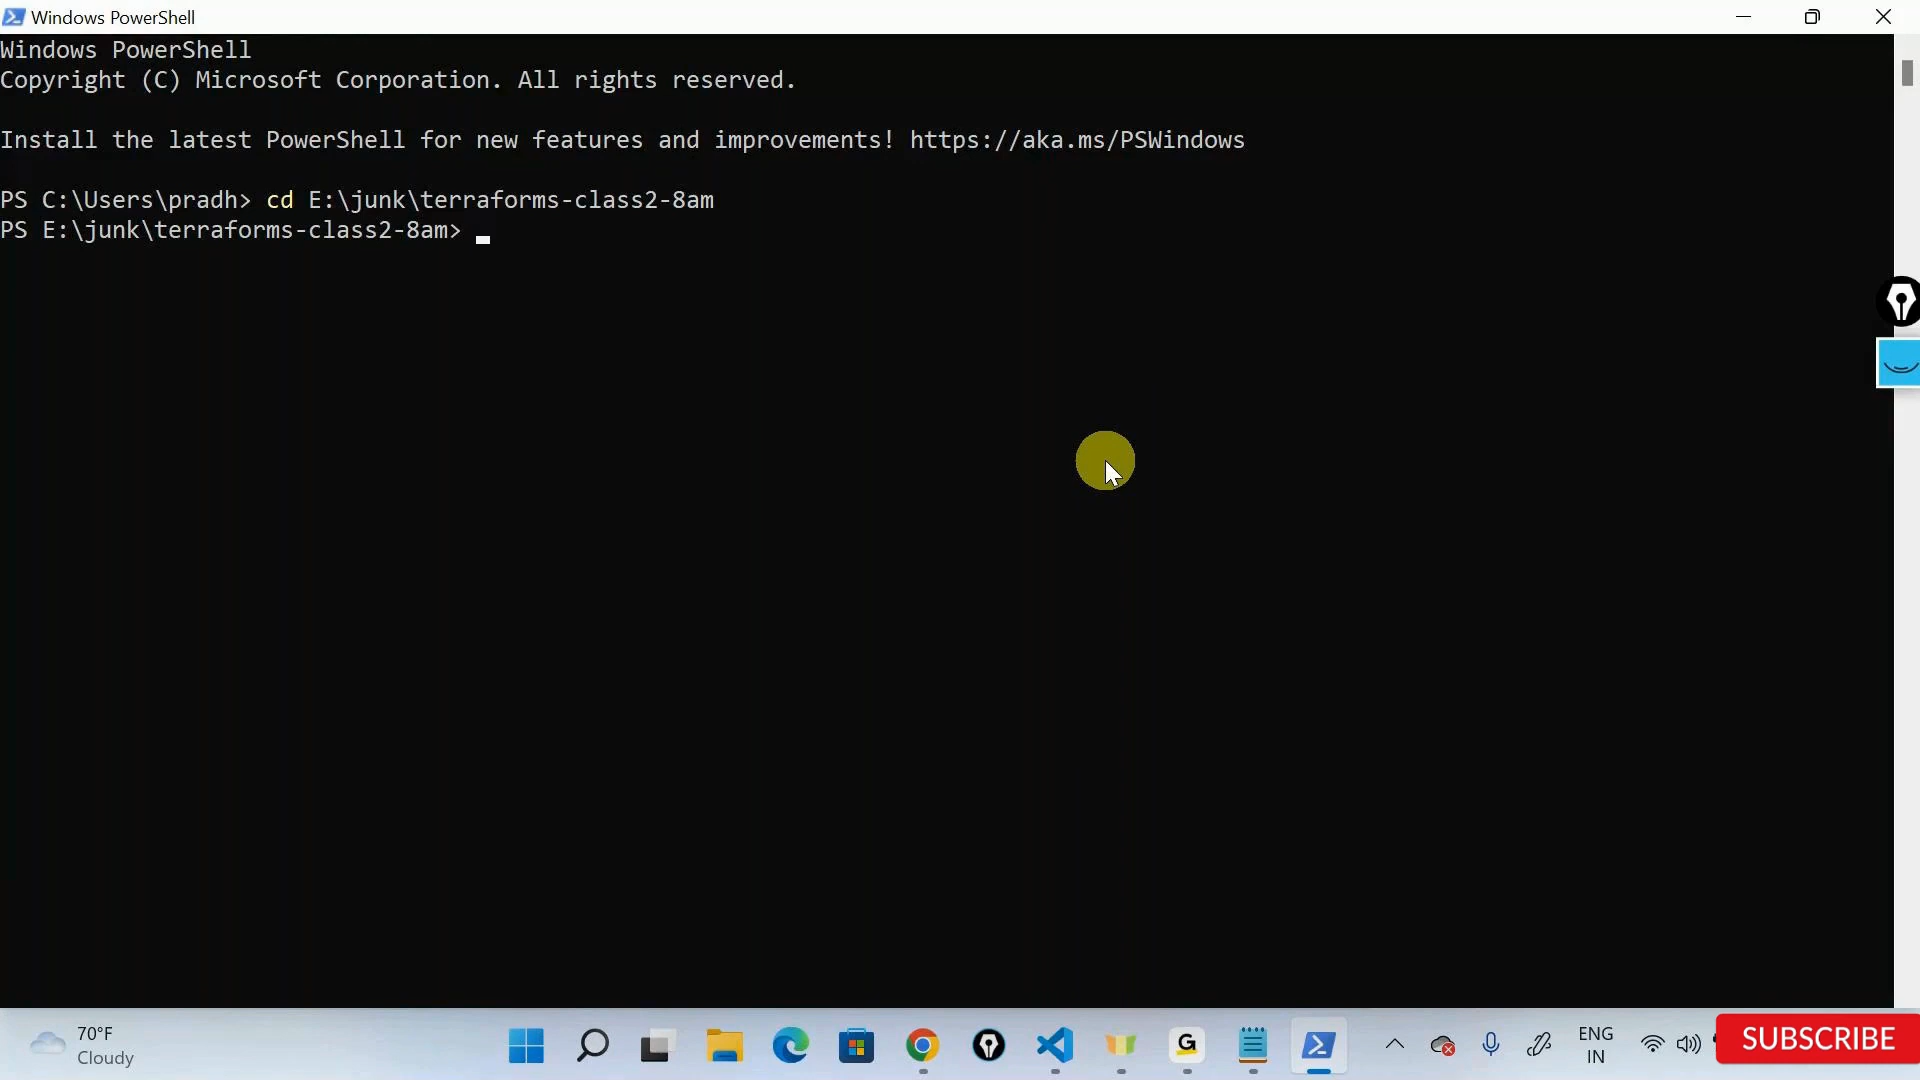 Windows PowerShell
Windows PowerShell
Copyright (C) Microsoft Corporation. All rights reserved.
Install the latest PowerShell for new features and improvements! https://aka.ms/PSWindows
PS C:\Users\pradh> cd E:\junk\terraforms-class2-8am
PS E:\junk\terraforms-class2-8am>
70°F
Cloudy
G
ENG
IN
SUBSCRIBE